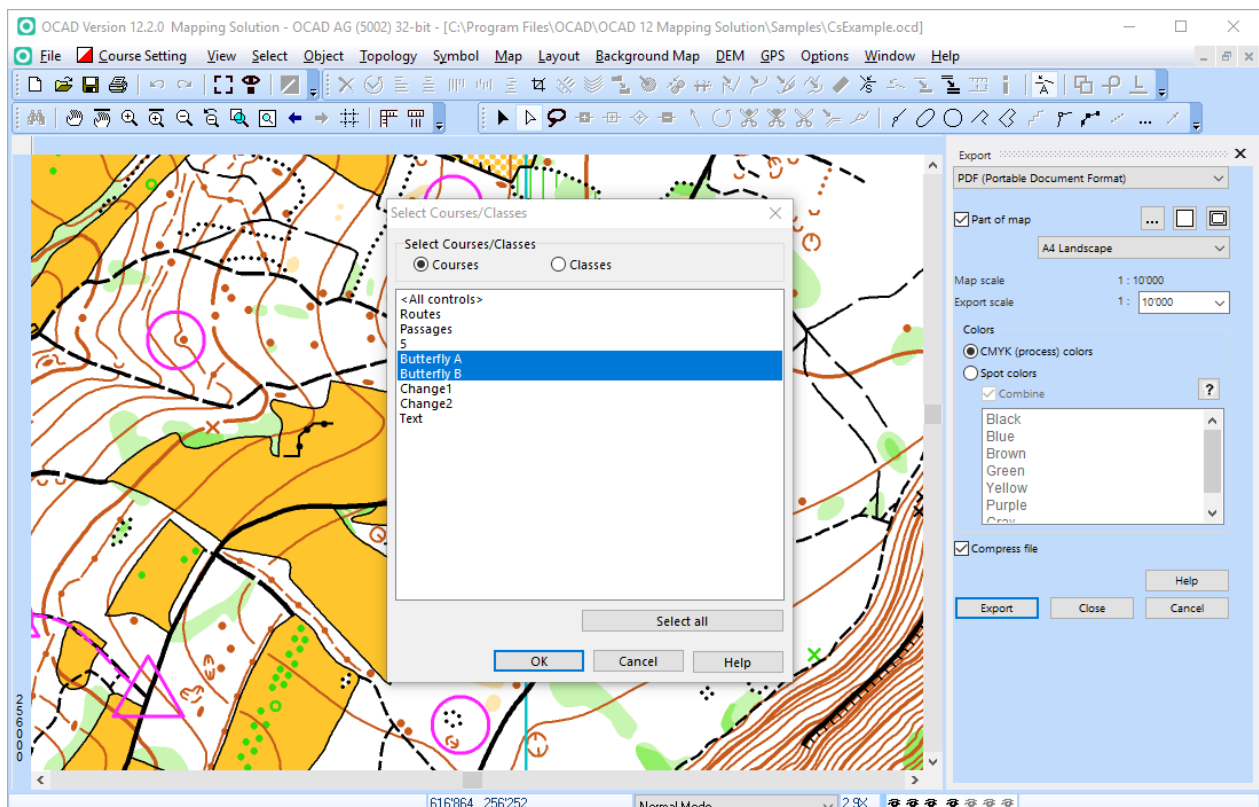 OCAD Version 12.2.0 Mapping Solution - OCAD AG (5002) 32-bit - [C:\Program Files\OCAD\OCAD 12 Mapping Solution\Samples\CsExample.ocd]
File Course Setting View Select Object Topology Symbol Map Layout Background Map DEM GPS Options Window Help
Export
PDF (Portable Document Format)
Part of map
...
A4 Landscape
Map scale 1 : 10'000
Export scale 1 : 10'000
Colors
CMYK (process) colors
Spot colors
Combine
?
Black
Blue
Brown
Green
Yellow
Purple
Gray
Compress file
Help
Export Close Cancel
Select Courses/Classes
Select Courses/Classes
Courses Classes
<All controls>
Routes
Passages
5
Butterfly A
Butterfly B
Change1
Change2
Text
Select all
OK Cancel Help
256000
616'864 256'252 Normal Mode 2.9X